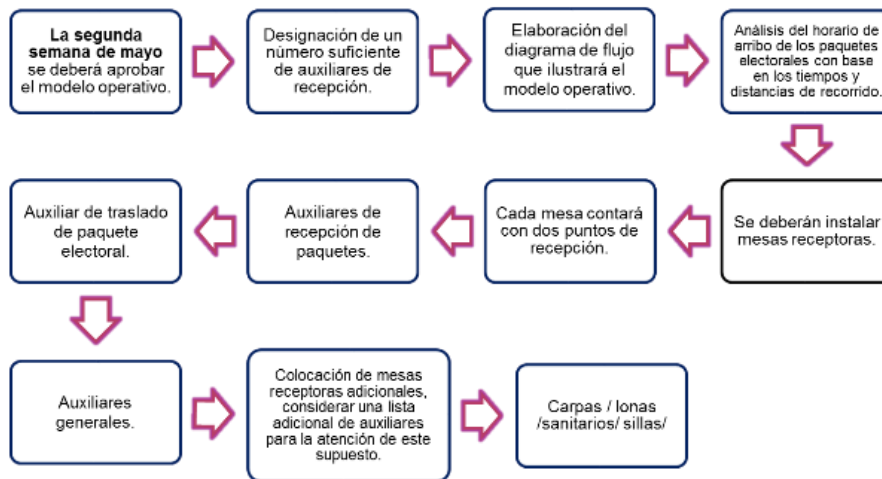 La segunda
semana de mayo
se deberá aprobar
el modelo operativo.
Designación de un
número suficiente
de auxiliares de
recepción.
Elaboración del
diagrama de flujo
que ilustrará el
modelo operativo.
Análisis del horario de
arribo de los paquetes
electorales con base
en los tiempos y
distancias de recorrido.
Se deberán instalar
mesas receptoras.
Cada mesa contará
con dos puntos de
recepción.
Auxiliares de
recepción de
paquetes.
Auxiliar de traslado
de paquete
electoral.
Auxiliares
generales.
Colocación de mesas
receptoras adicionales,
considerar una lista
adicional de auxiliares
para la atención de este
supuesto.
Carpas / lonas
/sanitarios/ sillas/